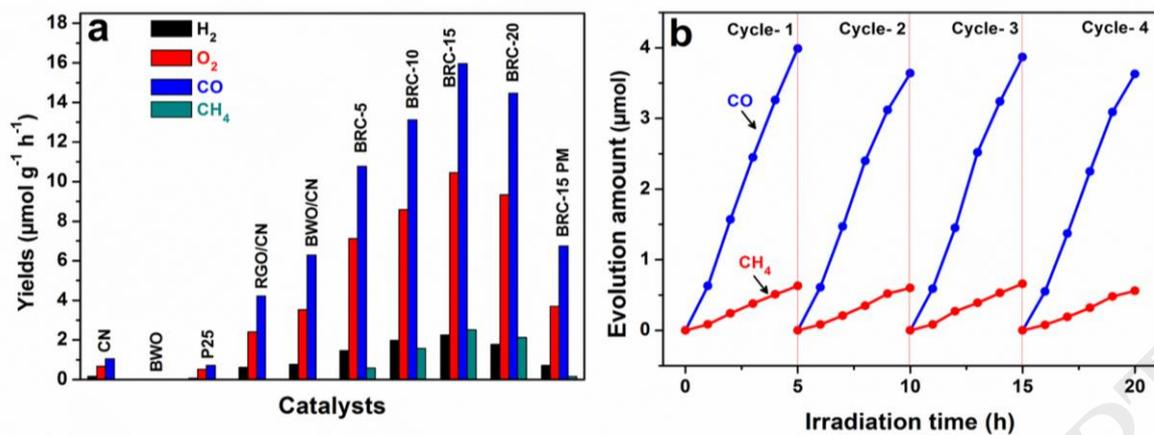 a
H2
O2
CO
CH4
Yields (μmol g-1 h-1)
18
16
14
12
10
8
6
4
2
0
CN
BWO
P25
RGO/CN
BWO/CN
BRC-5
BRC-10
BRC-15
BRC-20
BRC-15 PM
Catalysts
b
Cycle- 1
Cycle- 2
Cycle- 3
Cycle- 4
CO
CH4
Evolution amount (μmol)
4
3
2
1
0
0
5
10
15
20
Irradiation time (h)